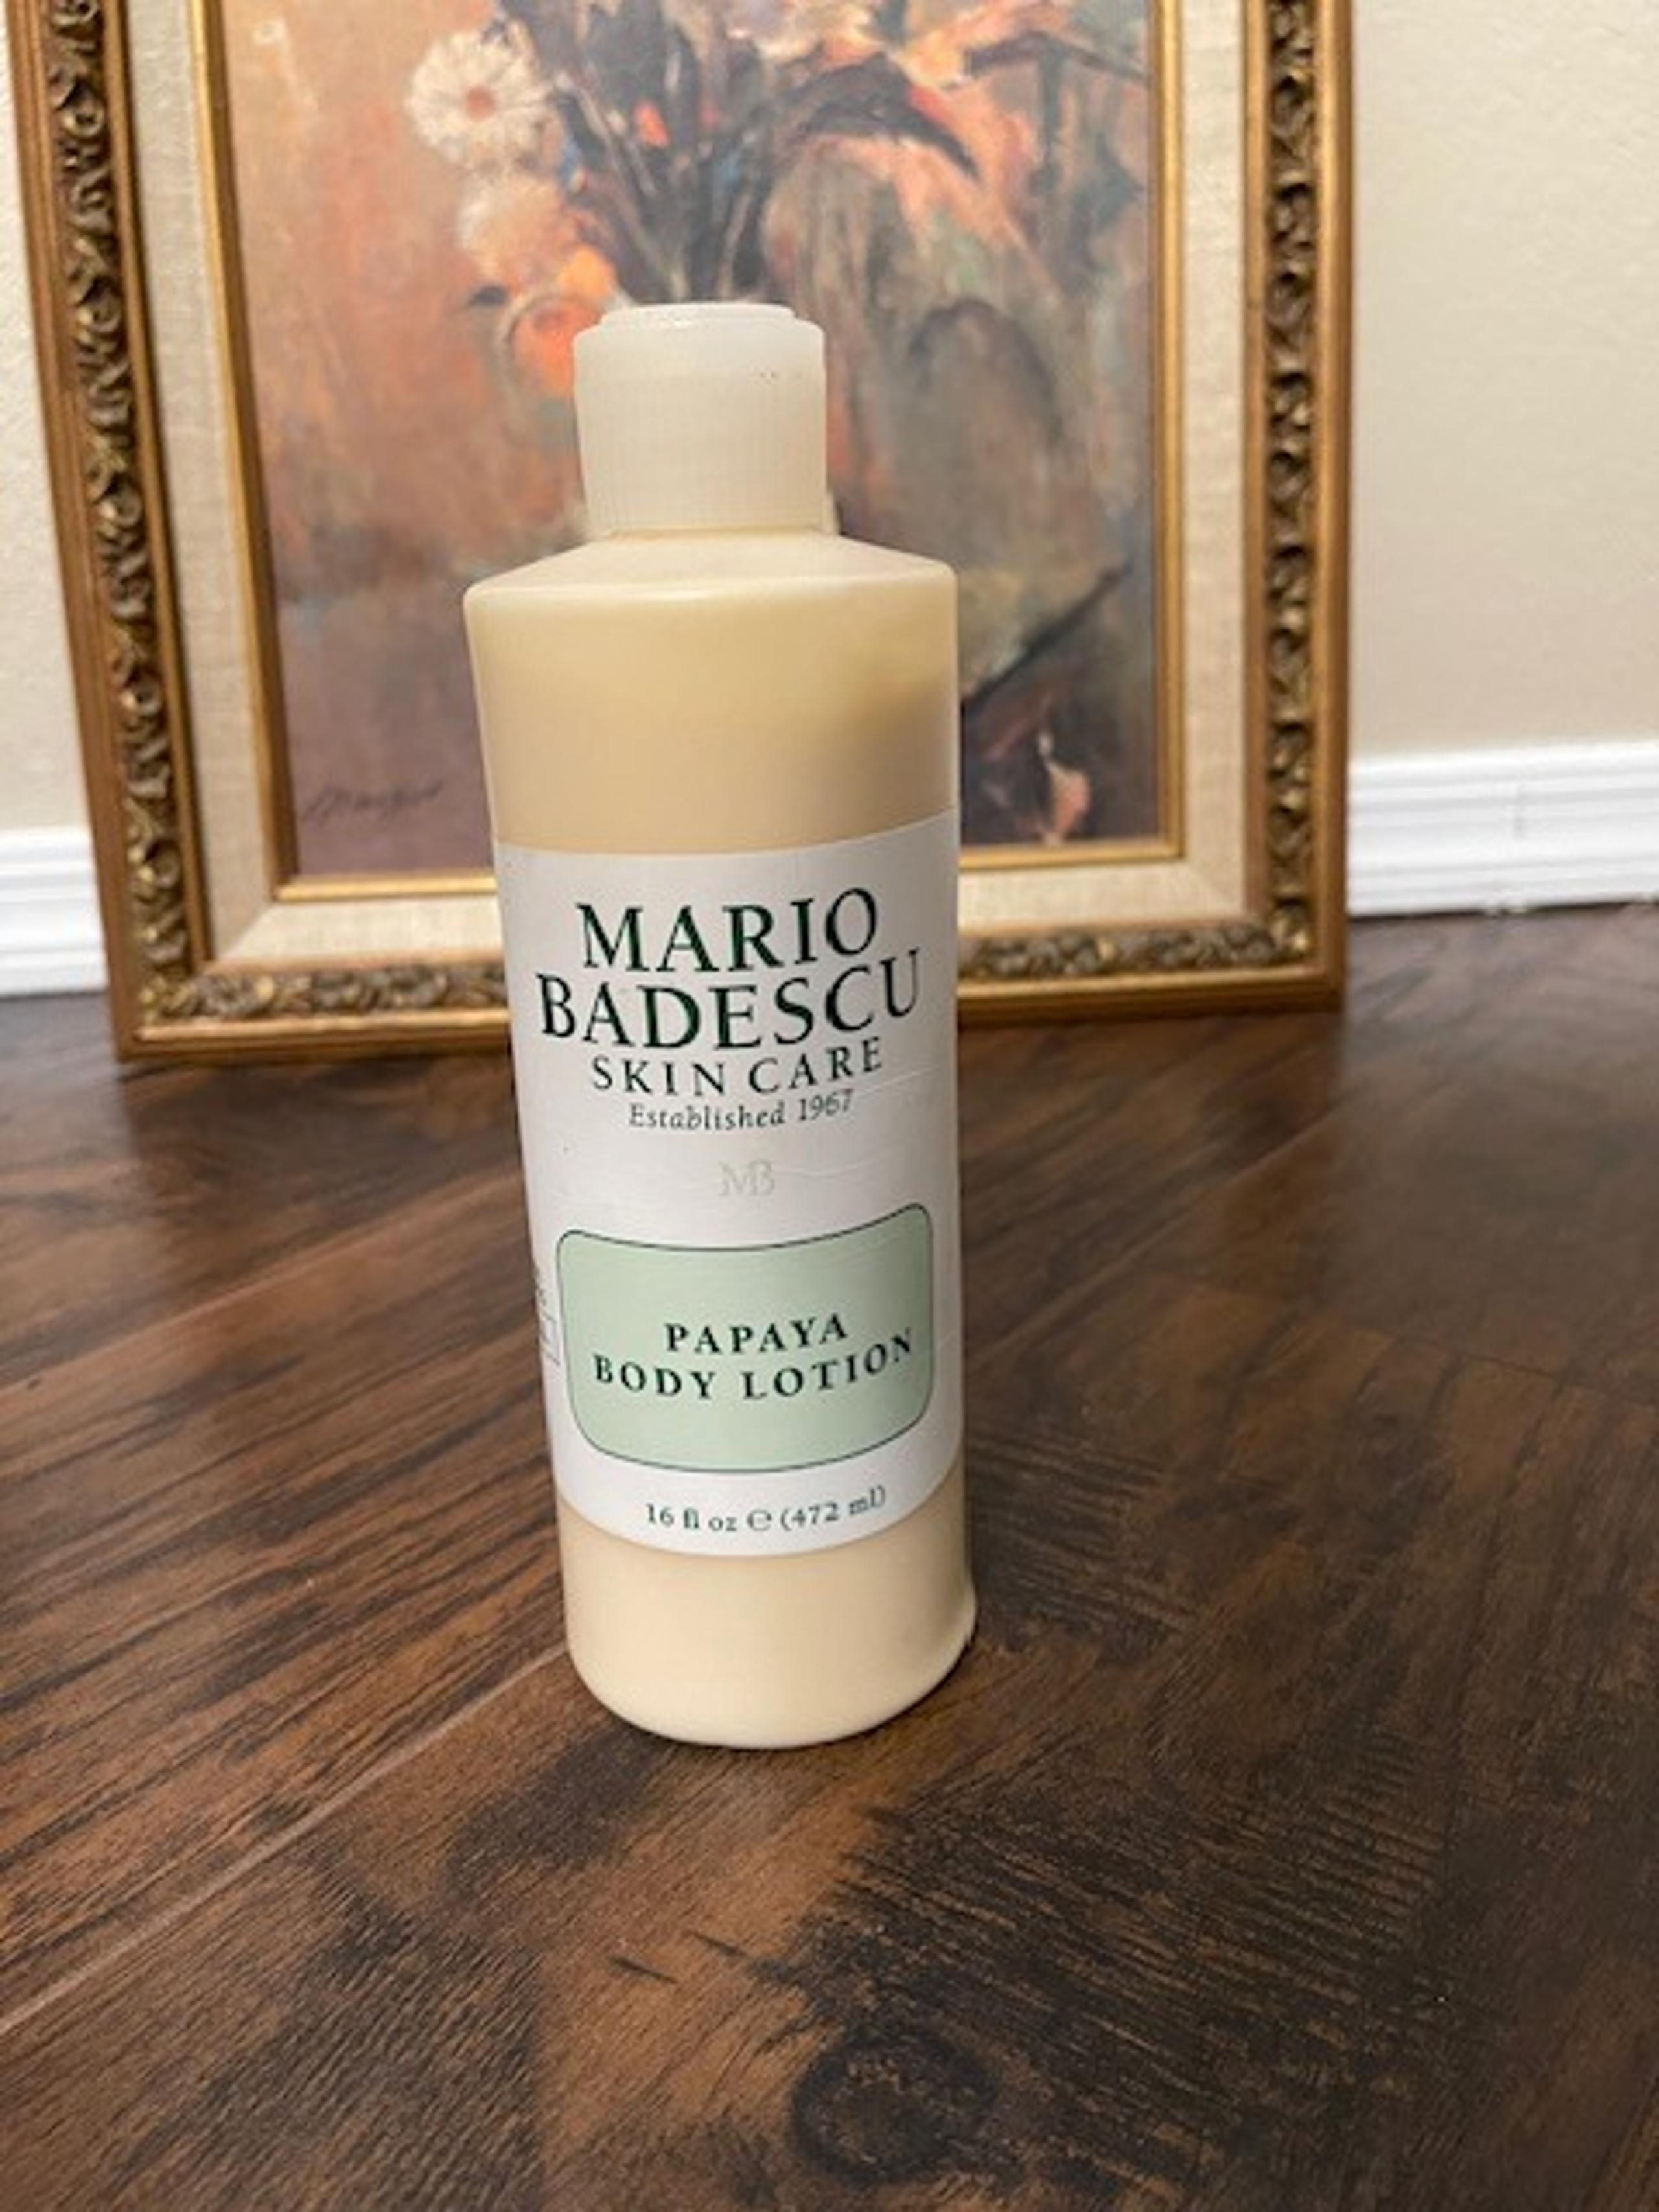 MARIO
BADESCU
SKIN CARE
Established 1967
MB
PAPAYA
BODY LOTION
16 fl oz ℮ (472 ml)